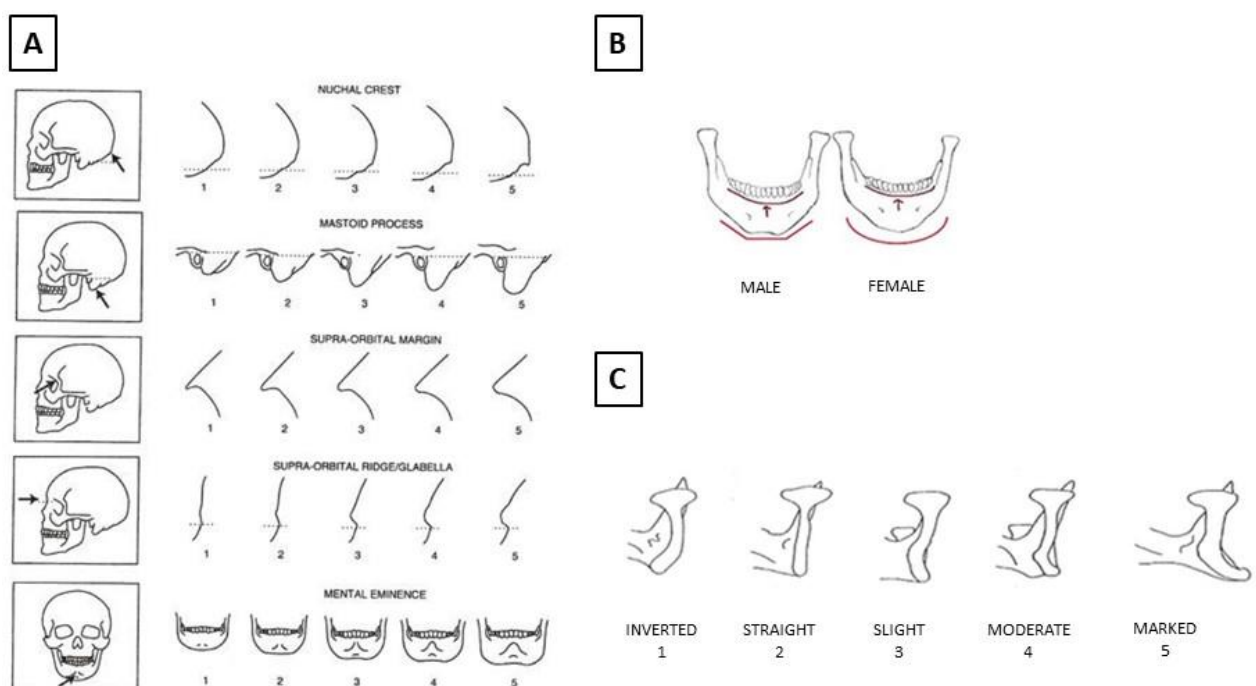 A
NUCHAL CREST
1 2 3 4 5
MASTOID PROCESS
1 2 3 4 5
SUPRA-ORBITAL MARGIN
1 2 3 4 5
SUPRA-ORBITAL RIDGE/GLABELLA
1 2 3 4 5
MENTAL EMINENCE
1 2 3 4 5
B
MALE FEMALE
C
INVERTED STRAIGHT SLIGHT MODERATE MARKED
1 2 3 4 5